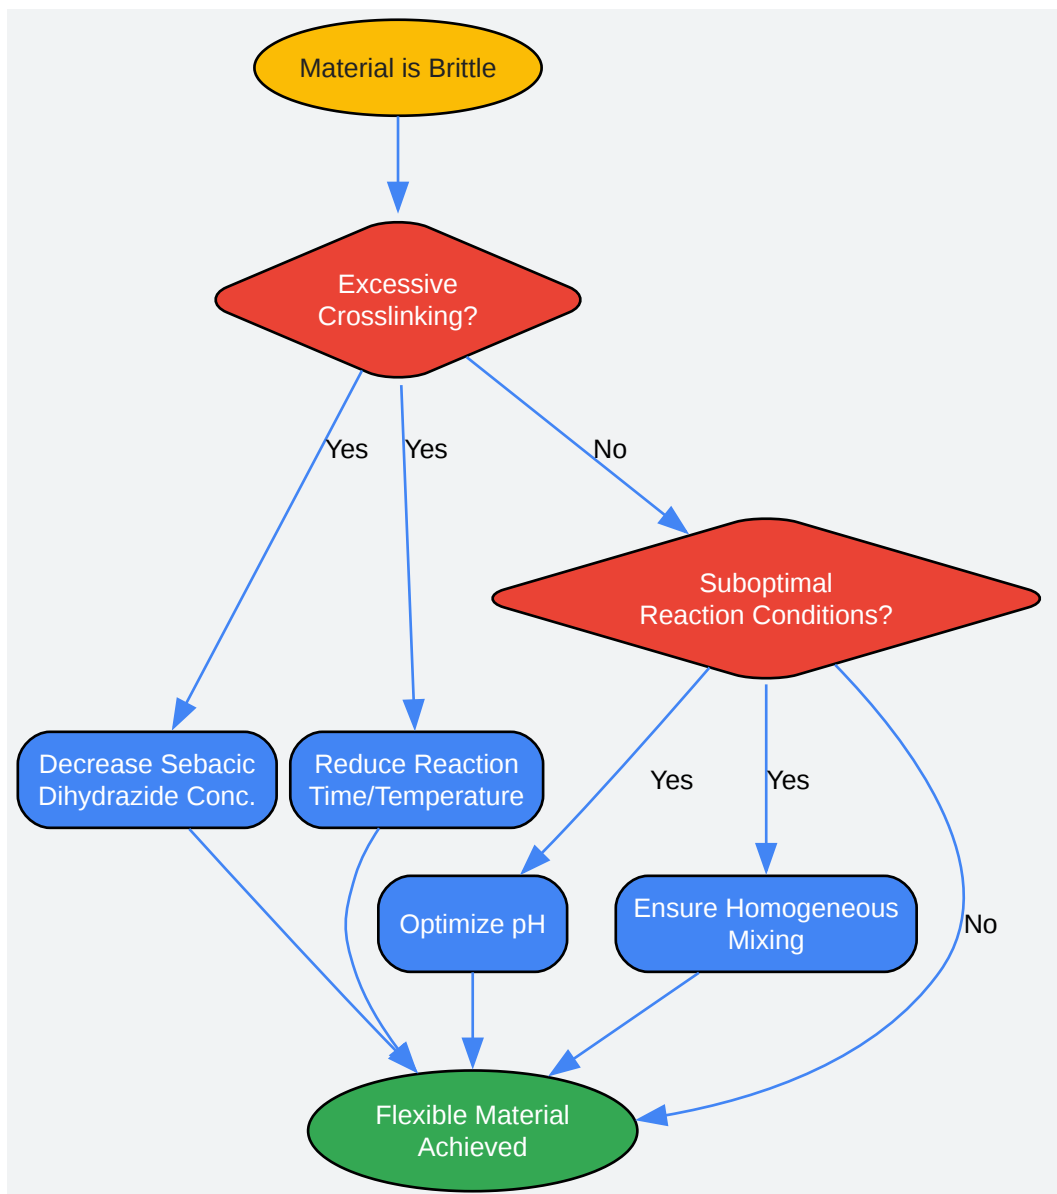 Material is Brittle
Excessive
Crosslinking?
Yes
Yes
No
Suboptimal
Reaction Conditions?
Decrease Sebacic
Dihydrazide Conc.
Reduce Reaction
Time/Temperature
Yes
Yes
Optimize pH
Ensure Homogeneous
Mixing
No
Flexible Material
Achieved